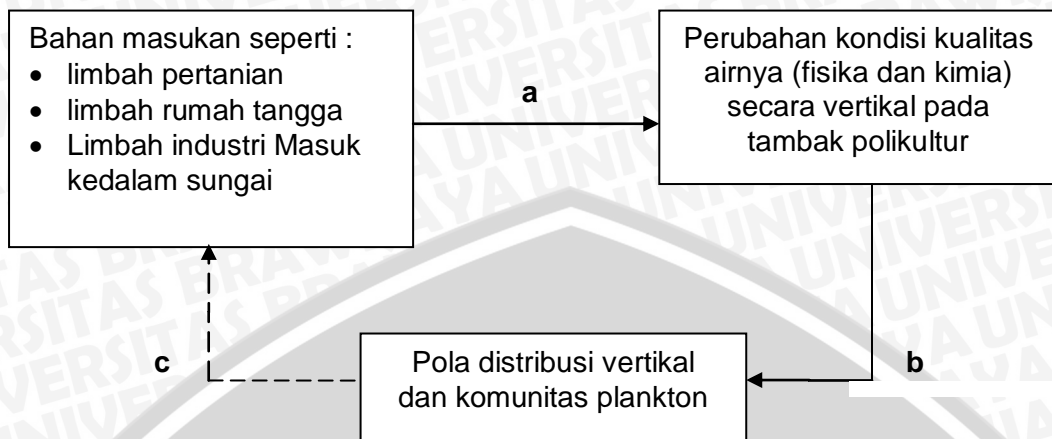 Bahan masukan seperti :
• limbah pertanian
• limbah rumah tangga
• Limbah industri Masuk
kedalam sungai
a
Perubahan kondisi kualitas
airnya (fisika dan kimia)
secara vertikal pada
tambak polikultur
c
Pola distribusi vertikal
dan komunitas plankton
b